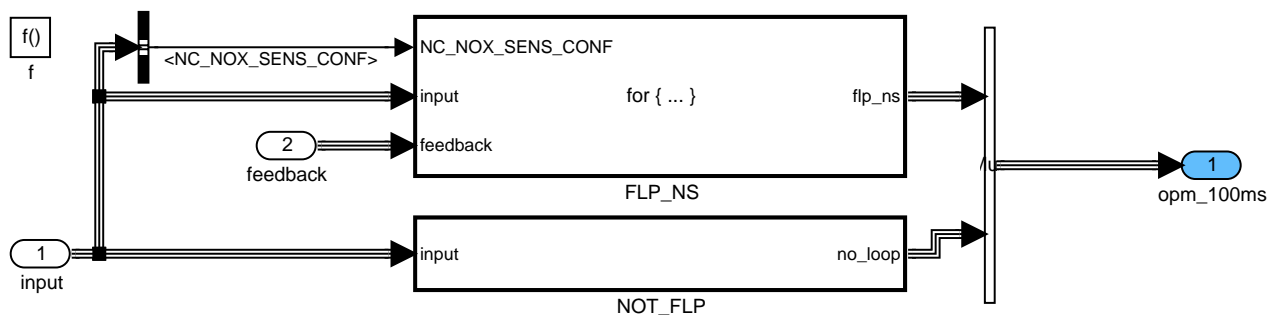 f()
f
<NC_NOX_SENS_CONF>
NC_NOX_SENS_CONF
input
for { ... }
flp_ns
feedback
FLP_NS
2
feedback
1
input
input
no_loop
NOT_FLP
1
opm_100ms